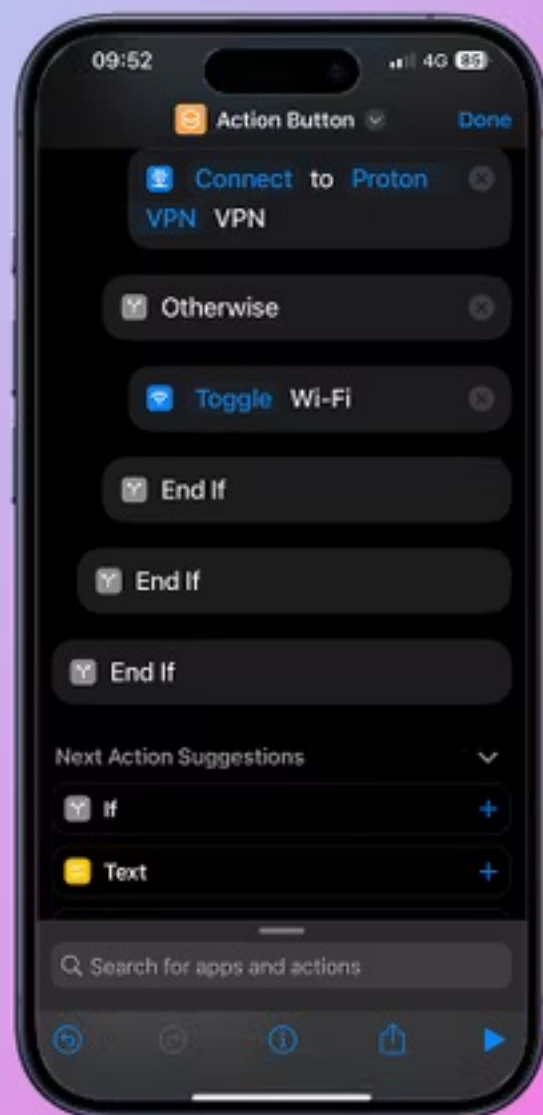 09:52
4G 85
Action Button
Done
Connect to Proton
VPN VPN
Otherwise
Toggle Wi-Fi
End If
End If
End If
Next Action Suggestions
If
Text
Search for apps and actions